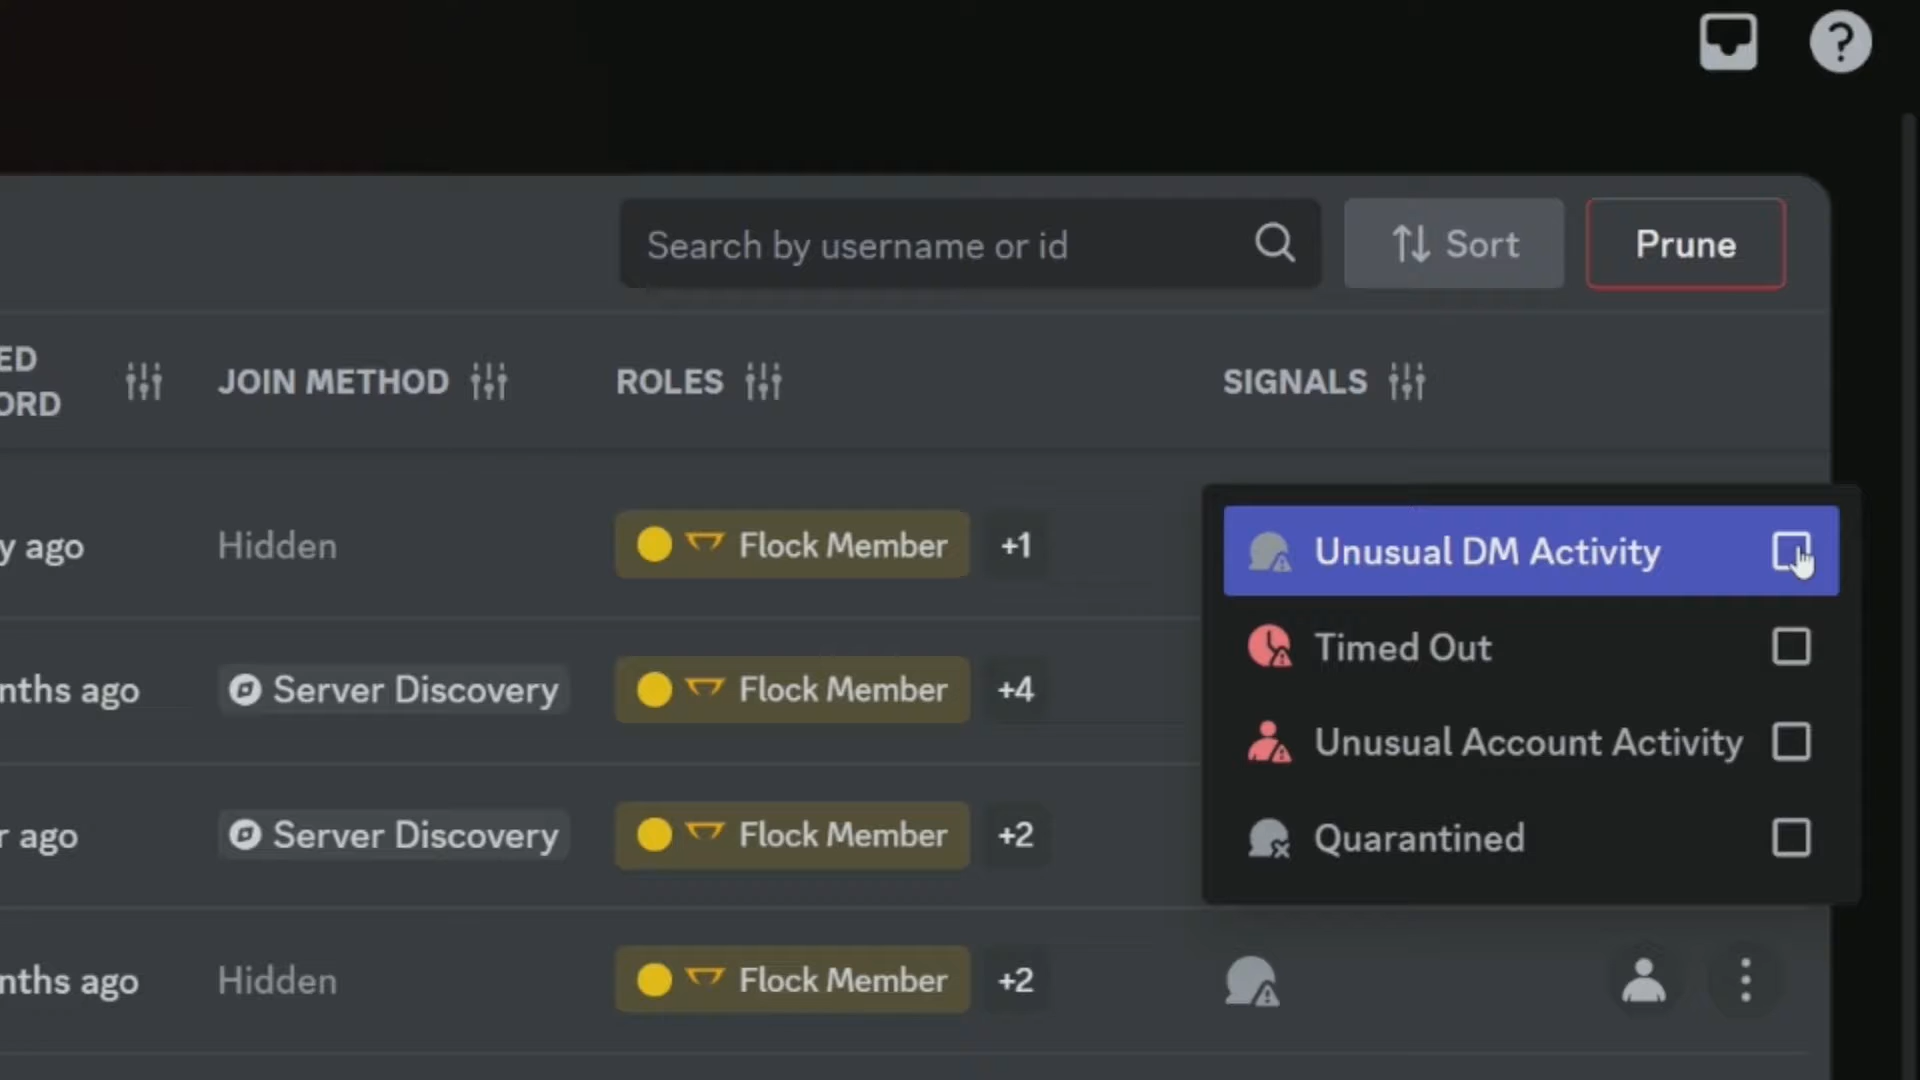 Search by username or id
Sort
Prune
ED
ORD
JOIN METHOD
ROLES
SIGNALS
y ago
Hidden
Flock Member
+1
Unusual DM Activity
Timed Out
nths ago
Server Discovery
Flock Member
+4
Unusual Account Activity
r ago
Server Discovery
Flock Member
+2
Quarantined
nths ago
Hidden
Flock Member
+2